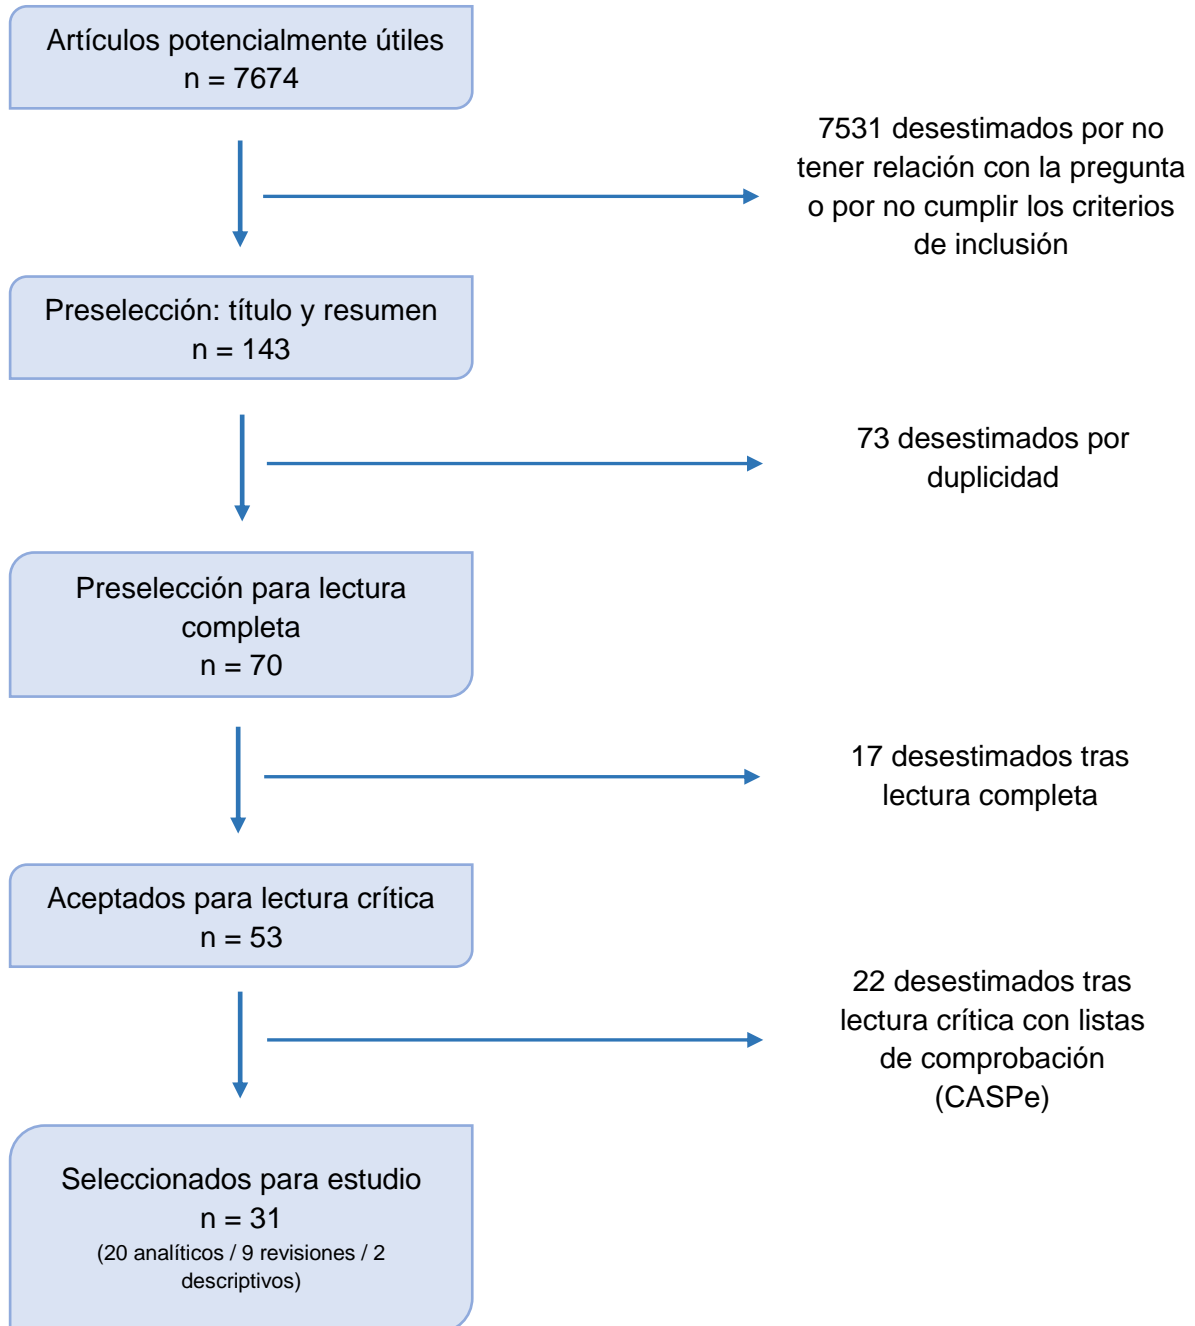 Artículos potencialmente útiles
n = 7674
7531 desestimados por no
tener relación con la pregunta
o por no cumplir los criterios
de inclusión
Preselección: título y resumen
n = 143
73 desestimados por
duplicidad
Preselección para lectura
completa
n = 70
17 desestimados tras
lectura completa
Aceptados para lectura crítica
n = 53
22 desestimados tras
lectura crítica con listas
de comprobación
(CASPe)
Seleccionados para estudio
n = 31
(20 analíticos / 9 revisiones / 2
descriptivos)